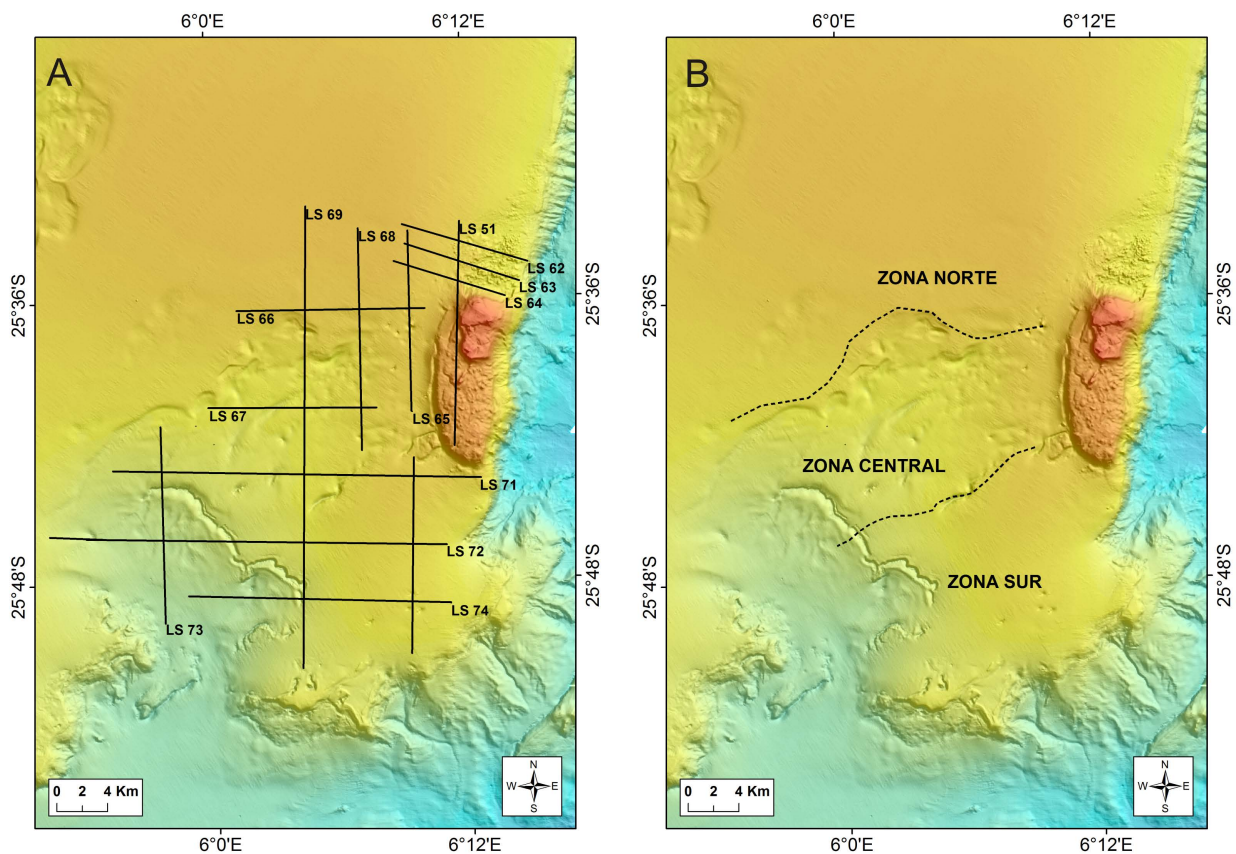 6°0'E
6°12'E
A
LS 69
LS 68
LS 51
LS 62
LS 63
LS 64
25°36'S
25°36'S
LS 66
LS 67
LS 65
LS 71
LS 72
25°48'S
25°48'S
LS 74
LS 73
0 2 4 Km
N
W E
S
6°0'E
6°12'E
6°0'E
6°12'E
B
ZONA NORTE
25°36'S
25°36'S
ZONA CENTRAL
25°48'S
25°48'S
ZONA SUR
0 2 4 Km
N
W E
S
6°0'E
6°12'E